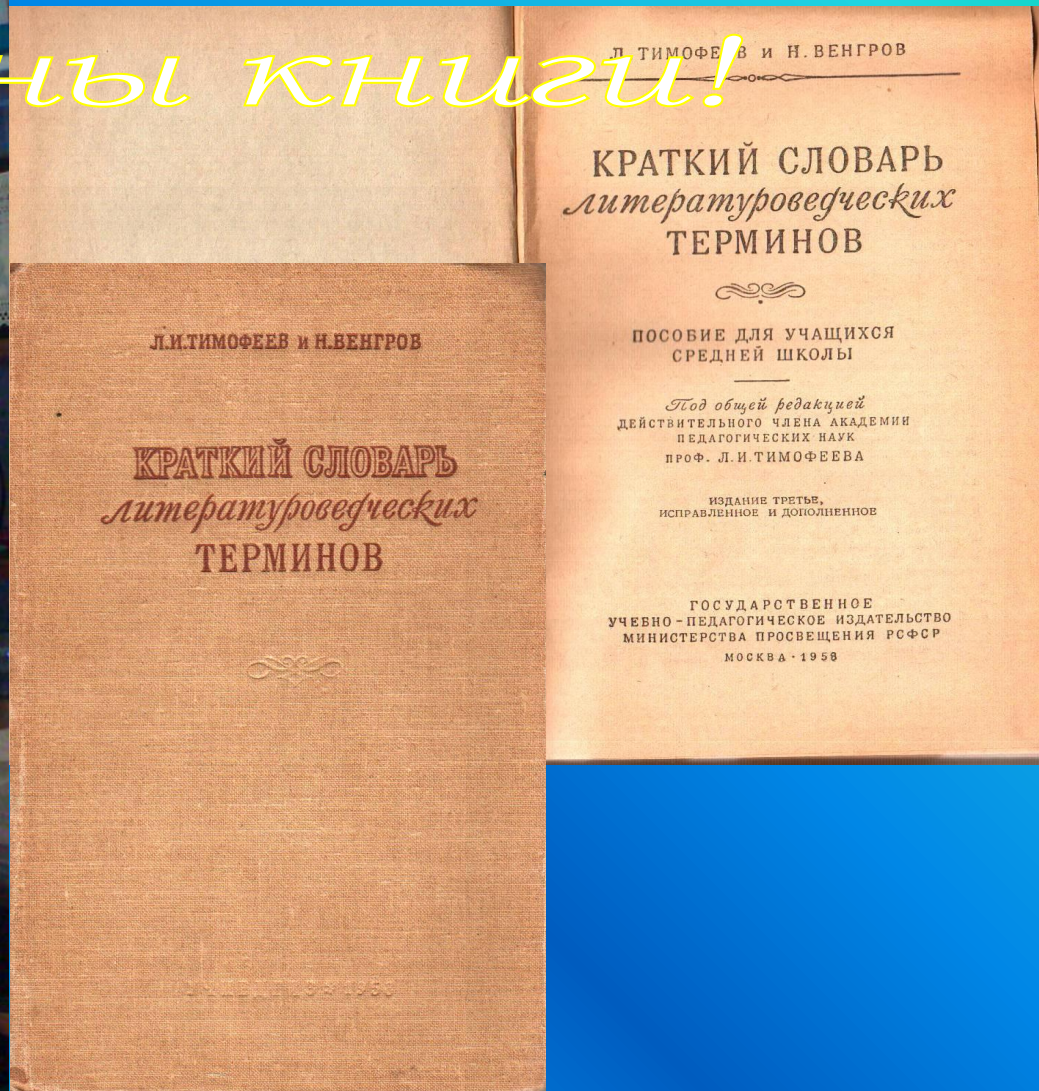 ны книги!
Л. ТИМОФЕЕВ и Н. ВЕНГРОВ
КРАТКИЙ СЛОВАРЬ
литературоведческих
ТЕРМИНОВ
ПОСОБИЕ ДЛЯ УЧАЩИХСЯ
СРЕДНЕЙ ШКОЛЫ
Под общей редакцией
ДЕЙСТВИТЕЛЬНОГО ЧЛЕНА АКАДЕМИИ
ПЕДАГОГИЧЕСКИХ НАУК
ПРОФ. Л. И. ТИМОФЕЕВА
ИЗДАНИЕ ТРЕТЬЕ,
ИСПРАВЛЕННОЕ И ДОПОЛНЕННОЕ
ГОСУДАРСТВЕННОЕ
УЧЕБНО-ПЕДАГОГИЧЕСКОЕ ИЗДАТЕЛЬСТВО
МИНИСТЕРСТВА ПРОСВЕЩЕНИЯ РСФСР
МОСКВА · 1958
Л.И.ТИМОФЕЕВ и Н.ВЕНГРОВ
КРАТКИЙ СЛОВАРЬ
литературоведческих
ТЕРМИНОВ